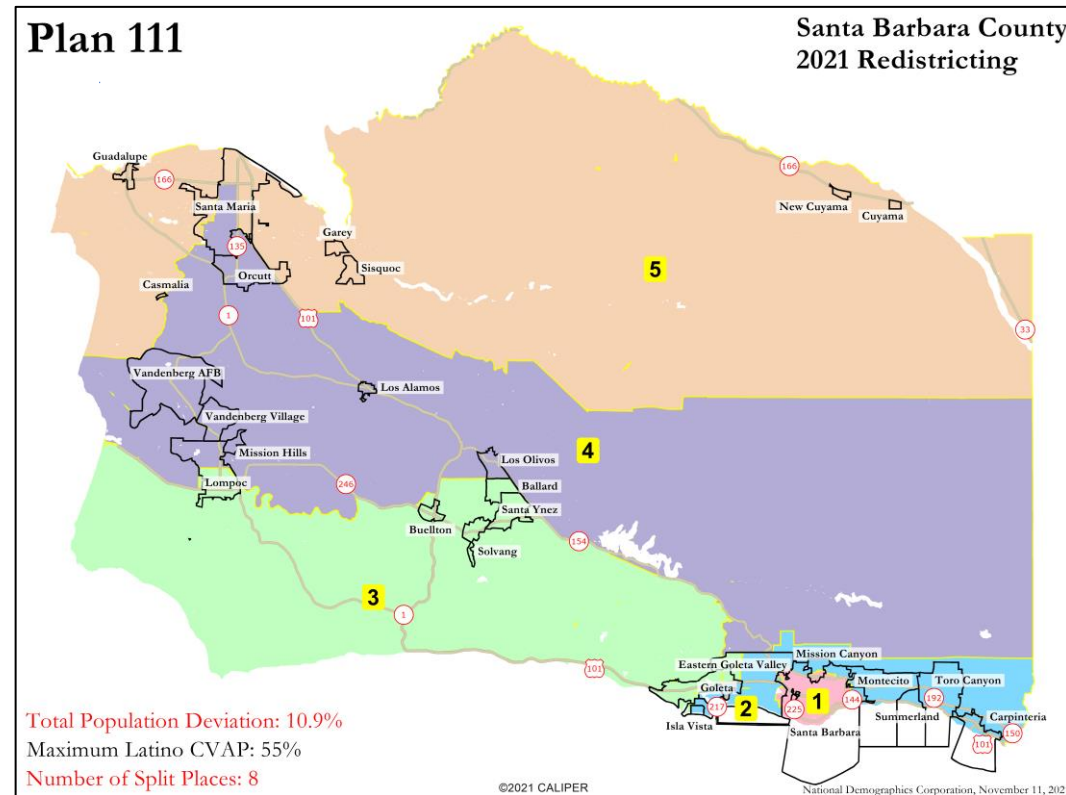 Plan 111
Santa Barbara County
2021 Redistricting
Guadalupe
166
Santa Maria
135
Orcutt
Garey
Sisquoc
Casmalia
1
101
166
New Cuyama
Cuyama
5
33
Vandenberg AFB
Los Alamos
Vandenberg Village
Mission Hills
Lompoc
246
4
Los Olivos
Ballard
Santa Ynez
Buellton
Solvang
154
3
1
101
Mission Canyon
Eastern Goleta Valley
Montecito
Toro Canyon
Goleta
217
2
225
1
144
192
Isla Vista
Santa Barbara
Summerland
Carpinteria
101
150
Total Population Deviation: 10.9%
Maximum Latino CVAP: 55%
Number of Split Places: 8
©2021 CALIPER
National Demographics Corporation, November 11, 202